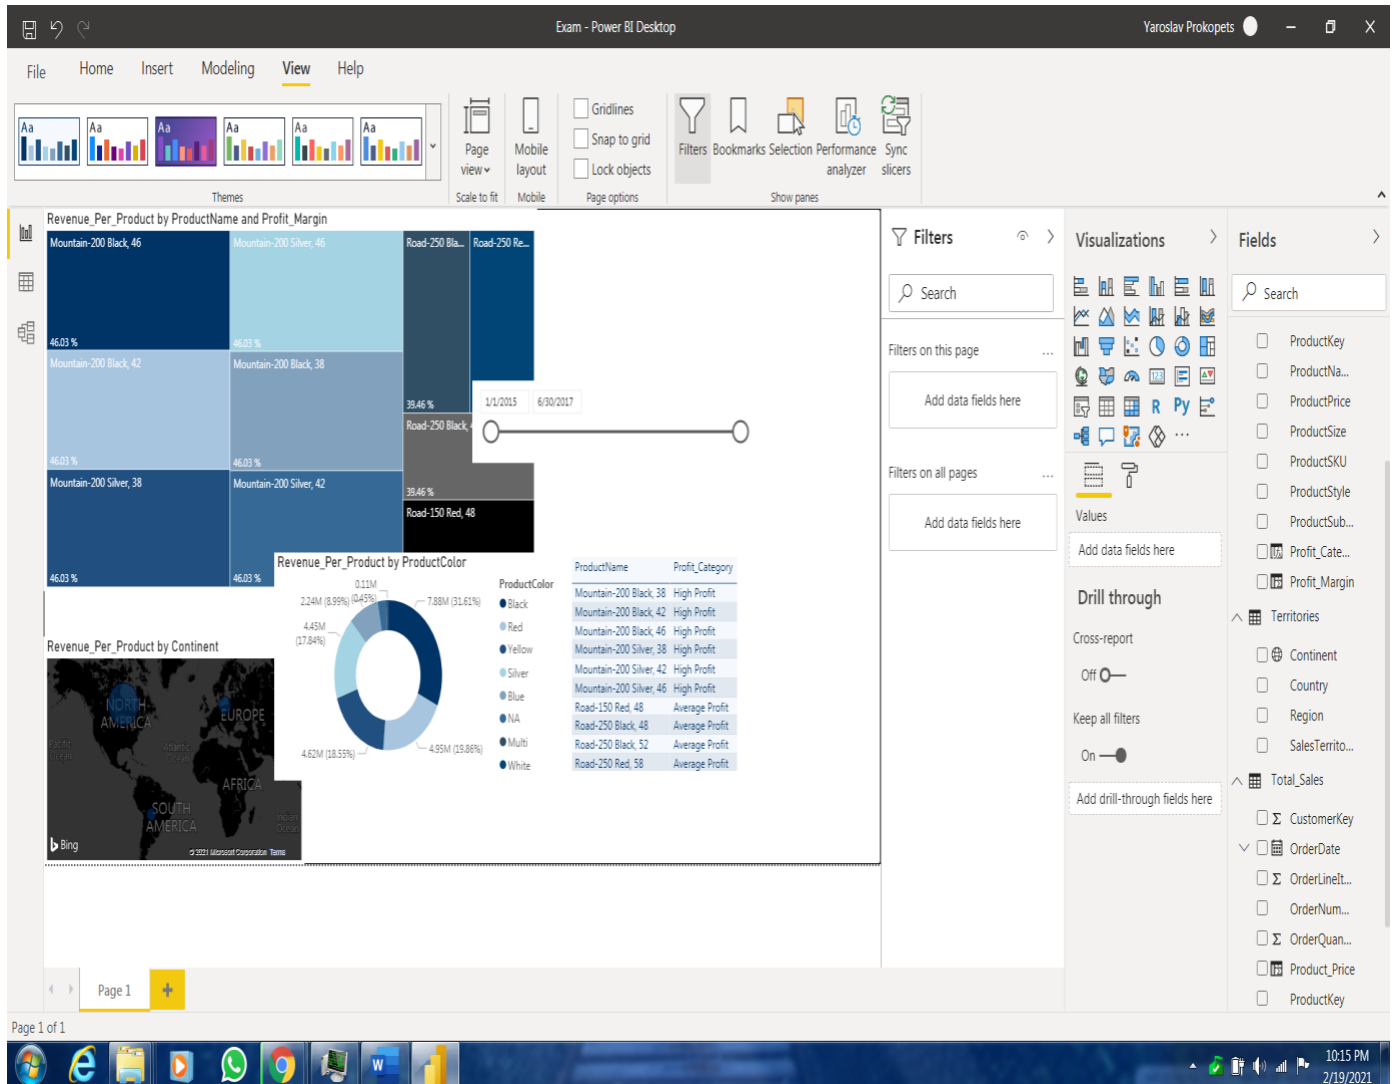 Exam - Power BI Desktop
Yaroslav Prokopets
File
Home
Insert
Modeling
View
Help
Aa
Aa
Aa
Aa
Aa
Aa
Themes
Page
view
Scale to fit
Mobile
layout
Mobile
Gridlines
Snap to grid
Lock objects
Page options
Filters
Bookmarks
Selection
Performance
analyzer
Sync
slicers
Show panes
Revenue_Per_Product by ProductName and Profit_Margin
Mountain-200 Black, 46
46.03 %
Mountain-200 Silver, 46
46.03 %
Road-250 Bla...
39.46 %
Road-250 Re...
Mountain-200 Black, 42
46.03 %
Mountain-200 Black, 38
46.03 %
Road-250 Black,
39.46 %
Mountain-200 Silver, 38
46.03 %
Mountain-200 Silver, 42
46.03 %
Road-150 Red, 48
1/1/2015
6/30/2017
Revenue_Per_Product by ProductColor
0.11M
(0.45%)
2.24M (8.99%)
7.88M (31.61%)
4.45M
(17.84%)
4.62M (18.55%)
4.95M (19.86%)
ProductColor
Black
Red
Yellow
Silver
Blue
NA
Multi
White
ProductName Profit_Category
Mountain-200 Black, 38 High Profit
Mountain-200 Black, 42 High Profit
Mountain-200 Black, 46 High Profit
Mountain-200 Silver, 38 High Profit
Mountain-200 Silver, 42 High Profit
Mountain-200 Silver, 46 High Profit
Road-150 Red, 48 Average Profit
Road-250 Black, 48 Average Profit
Road-250 Black, 52 Average Profit
Road-250 Red, 58 Average Profit
Revenue_Per_Product by Continent
NORTH
AMERICA
EUROPE
Pacific
Ocean
Atlantic
Ocean
AFRICA
SOUTH
AMERICA
Indian
Ocean
Bing
© 2021 Microsoft Corporation Terms
Filters
Search
Filters on this page
...
Add data fields here
Filters on all pages
...
Add data fields here
Visualizations
123
R
Py
...
Values
Add data fields here
Drill through
Cross-report
Off
Keep all filters
On
Add drill-through fields here
Fields
Search
ProductKey
ProductNa...
ProductPrice
ProductSize
ProductSKU
ProductStyle
ProductSub...
Profit_Cate...
Profit_Margin
Territories
Continent
Country
Region
SalesTerrito...
Total_Sales
Σ CustomerKey
OrderDate
Σ OrderLineIt...
OrderNum...
Σ OrderQuan...
Product_Price
ProductKey
Page 1
+
Page 1 of 1
W
10:15 PM
2/19/2021